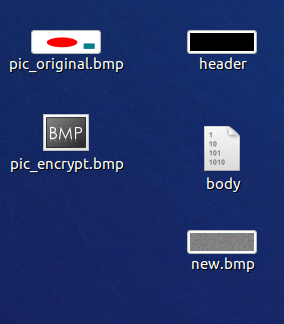 pic_original.bmp
header
BMP
pic_encrypt.bmp
1
10
101
1010
body
new.bmp